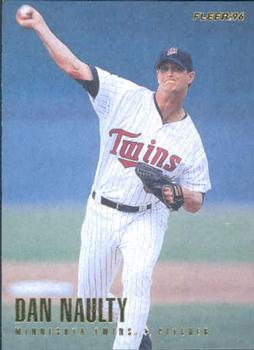 FLEER '96
Twins
DAN NAULTY
MINNESOTA TWINS • PITCHER